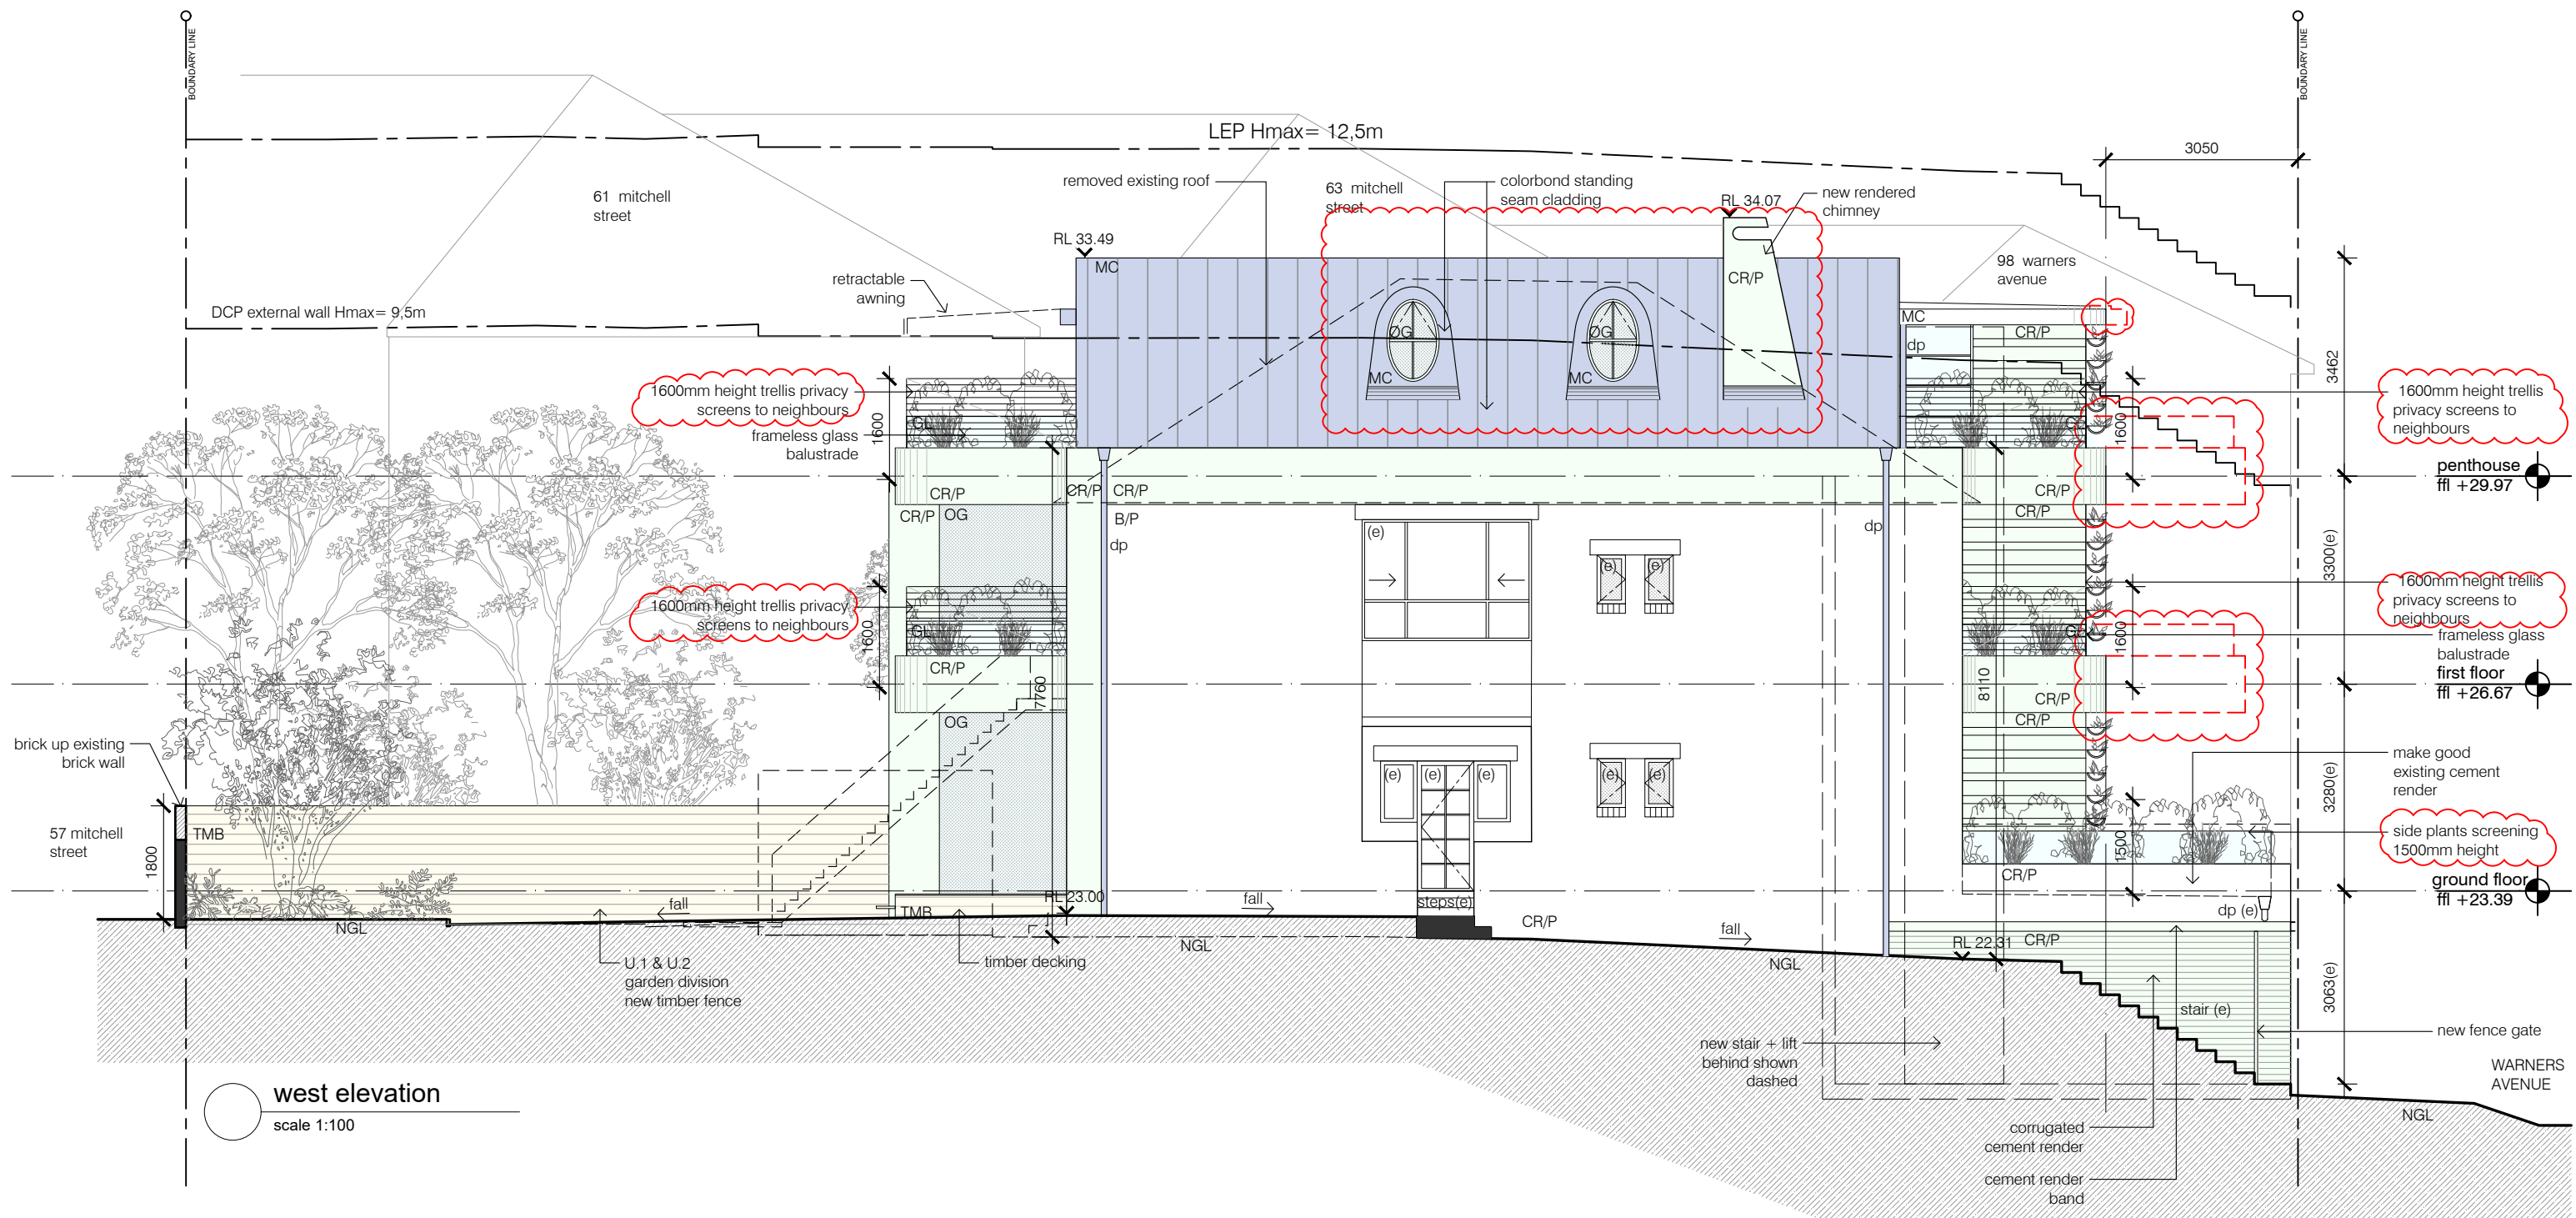 BOUNDARY LINE
BOUNDARY LINE
LEP Hmax= 12,5m
3050
61 mitchell
street
removed existing roof
63 mitchell
street
colorbond standing
seam cladding
RL 34.07
new rendered
chimney
RL 33.49
MC
CR/P
98 warners
avenue
retractable
awning
DCP external wall Hmax= 9,5m
OG
OG
MC
MC
MC
dp
CR/P
3462
1600mm height trellis privacy
screens to neighbours
1600
GL
frameless glass
balustrade
1600
1600mm height trellis
privacy screens to
neighbours
penthouse
ffl +29.97
CR/P
CR/P
CR/P
CR/P
CR/P
OG
B/P
dp
(e)
dp
CR/P
CR/P
(e)
(e)
3300(e)
1600mm height trellis privacy
screens to neighbours
1600
GL
1600
1600mm height trellis
privacy screens to
neighbours
frameless glass
balustrade
first floor
ffl +26.67
CR/P
7760
8110
CR/P
CR/P
OG
brick up existing
brick wall
make good
existing cement
render
(e)
(e)
(e)
(e)
(e)
3280(e)
57 mitchell
street
TMB
1800
1500
side plants screening
1500mm height
CR/P
ground floor
ffl +23.39
RL 23.00
fall
TMB
fall
steps(e)
CR/P
fall
dp (e)
NGL
NGL
NGL
RL 22.31
CR/P
U.1 & U.2
garden division
new timber fence
timber decking
3063(e)
stair (e)
new fence gate
new stair + lift
behind shown
dashed
WARNERS
AVENUE
NGL
west elevation
scale 1:100
corrugated
cement render
cement render
band